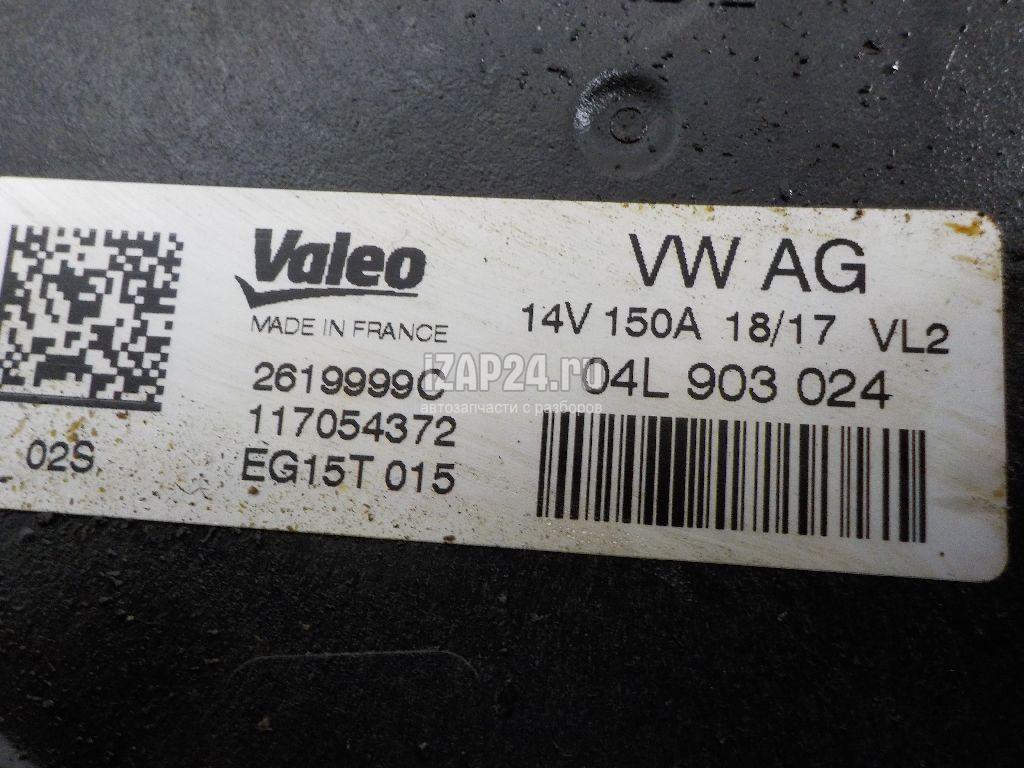 Valeo
MADE IN FRANCE
2619999C
117054372
EG15T 015
02S
VW AG
14V 150A 18/17 VL2
04L 903 024
iZAP24.ru
автозапчасти с разборов